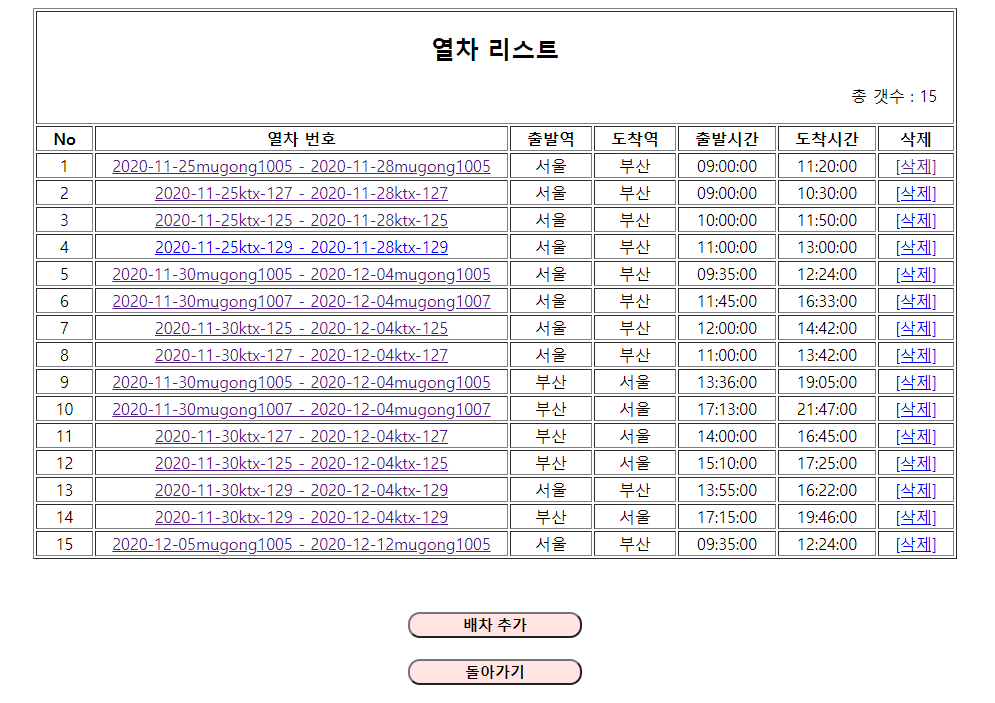 열차 리스트
총 갯수 : 15
No 열차 번호 출발역 도착역 출발시간 도착시간 삭제
1 2020-11-25mugong1005 - 2020-11-28mugong1005 서울 부산 09:00:00 11:20:00 [삭제]
2 2020-11-25ktx-127 - 2020-11-28ktx-127 서울 부산 09:00:00 10:30:00 [삭제]
3 2020-11-25ktx-125 - 2020-11-28ktx-125 서울 부산 10:00:00 11:50:00 [삭제]
4 2020-11-25ktx-129 - 2020-11-28ktx-129 서울 부산 11:00:00 13:00:00 [삭제]
5 2020-11-30mugong1005 - 2020-12-04mugong1005 서울 부산 09:35:00 12:24:00 [삭제]
6 2020-11-30mugong1007 - 2020-12-04mugong1007 서울 부산 11:45:00 16:33:00 [삭제]
7 2020-11-30ktx-125 - 2020-12-04ktx-125 서울 부산 12:00:00 14:42:00 [삭제]
8 2020-11-30ktx-127 - 2020-12-04ktx-127 서울 부산 11:00:00 13:42:00 [삭제]
9 2020-11-30mugong1005 - 2020-12-04mugong1005 부산 서울 13:36:00 19:05:00 [삭제]
10 2020-11-30mugong1007 - 2020-12-04mugong1007 부산 서울 17:13:00 21:47:00 [삭제]
11 2020-11-30ktx-127 - 2020-12-04ktx-127 부산 서울 14:00:00 16:45:00 [삭제]
12 2020-11-30ktx-125 - 2020-12-04ktx-125 부산 서울 15:10:00 17:25:00 [삭제]
13 2020-11-30ktx-129 - 2020-12-04ktx-129 서울 부산 13:55:00 16:22:00 [삭제]
14 2020-11-30ktx-129 - 2020-12-04ktx-129 부산 서울 17:15:00 19:46:00 [삭제]
15 2020-12-05mugong1005 - 2020-12-12mugong1005 서울 부산 09:35:00 12:24:00 [삭제]
배차 추가
돌아가기